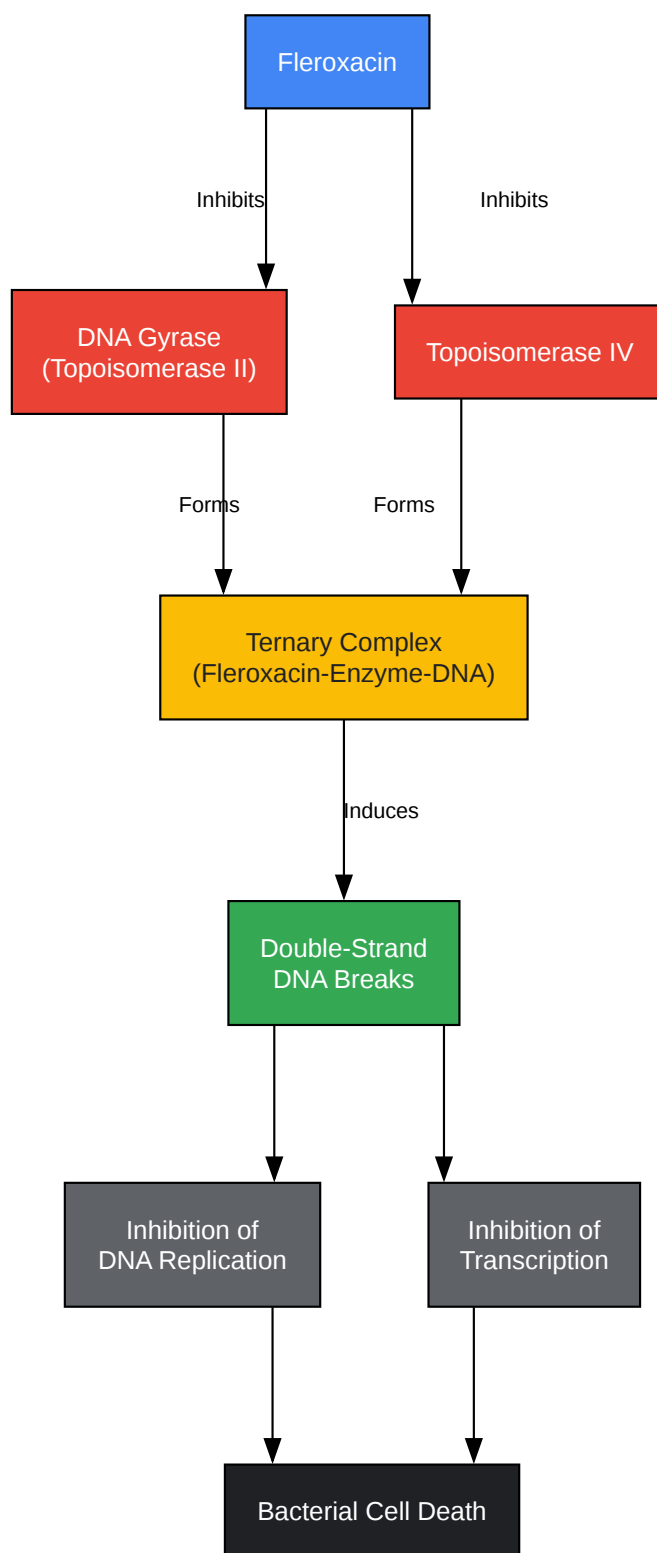 Fleroxacin
Inhibits
Inhibits
DNA Gyrase
(Topoisomerase II)
Topoisomerase IV
Forms
Forms
Ternary Complex
(Fleroxacin-Enzyme-DNA)
Induces
Double-Strand
DNA Breaks
Inhibition of
DNA Replication
Inhibition of
Transcription
Bacterial Cell Death